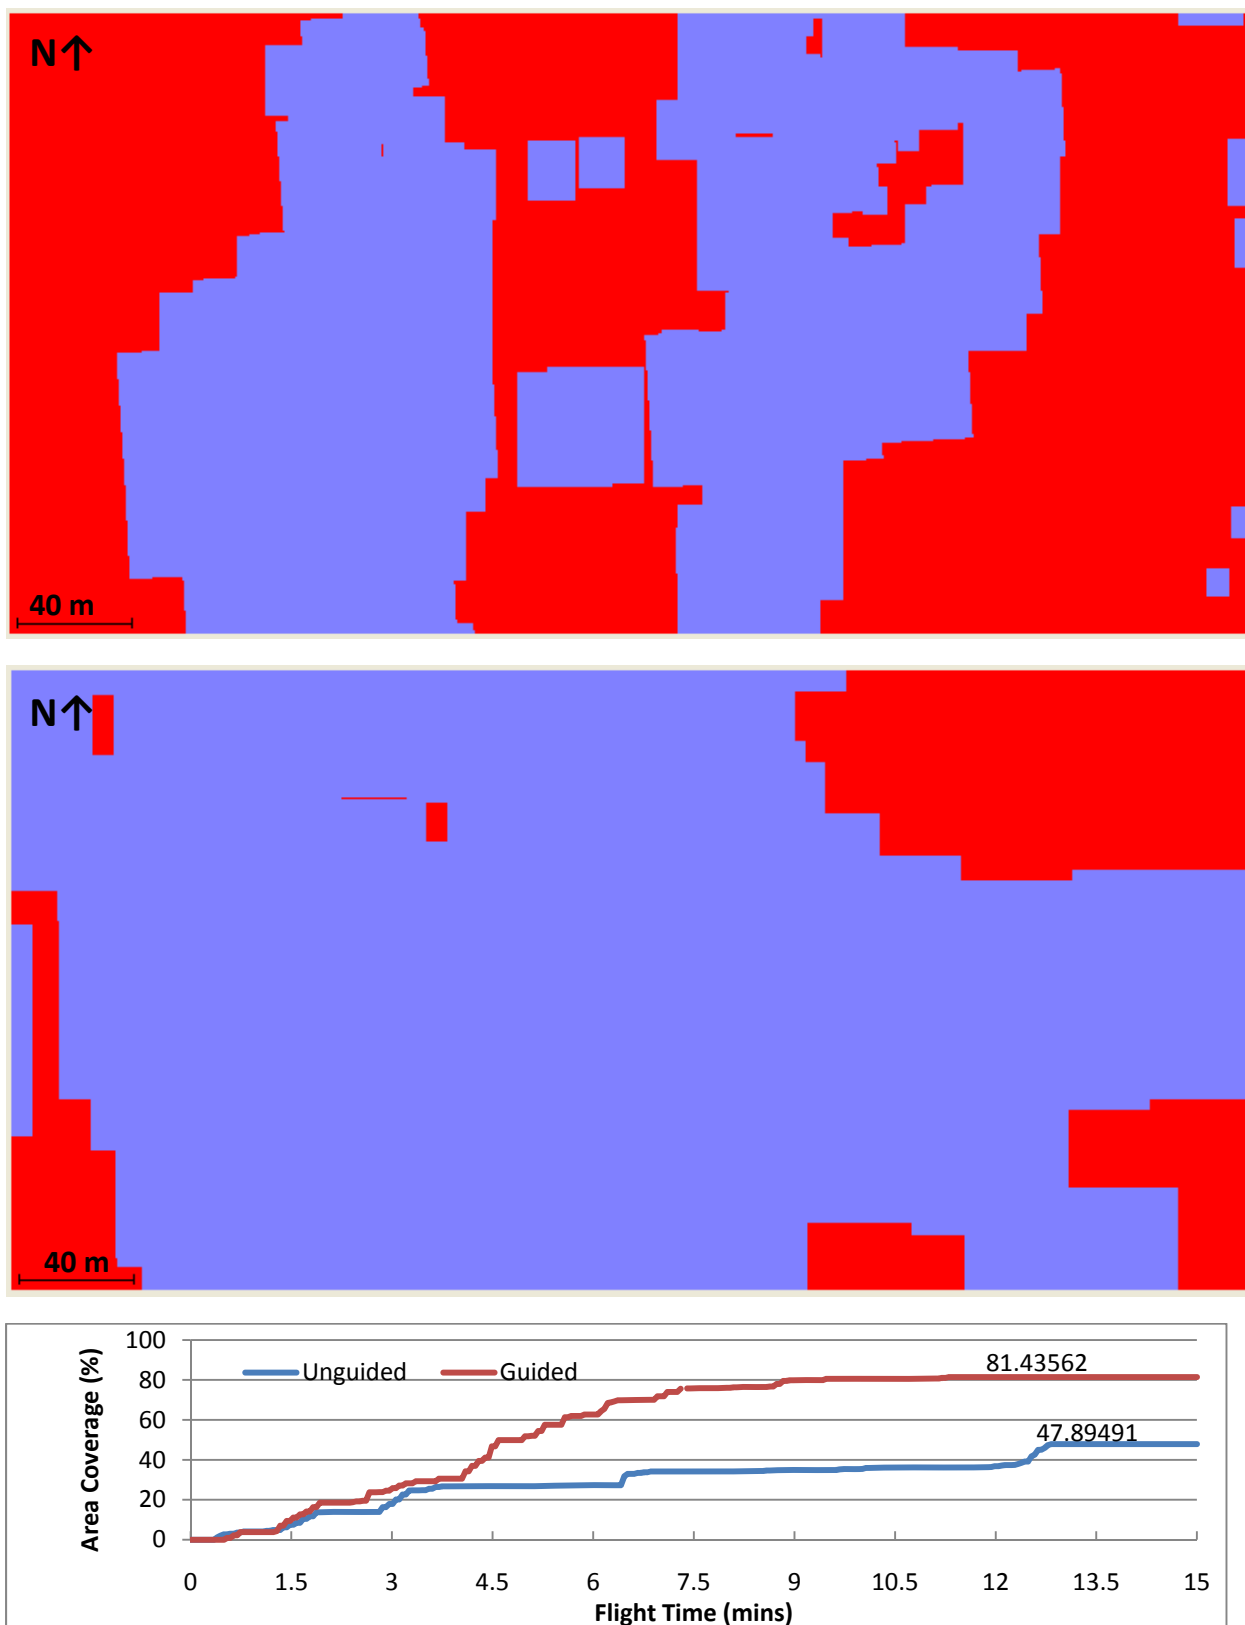 N↑
40 m
N↑
40 m
Area Coverage (%)
100
80
60
40
20
0
Unguided
Guided
81.43562
47.89491
0 1.5 3 4.5 6 7.5 9 10.5 12 13.5 15
Flight Time (mins)